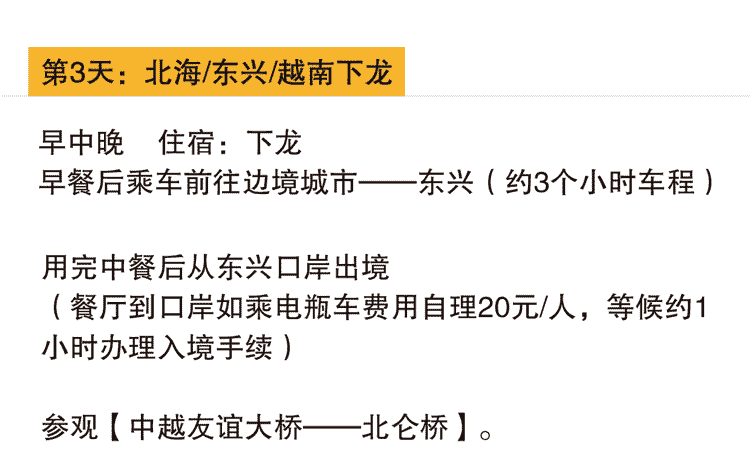 第3天：北海/东兴/越南下龙
早中晚 住宿：下龙
早餐后乘车前往边境城市——东兴（约3个小时车程）
用完中餐后从东兴口岸出境
（餐厅到口岸如乘电瓶车费用自理20元/人，等候约1
小时办理入境手续）
参观【中越友谊大桥——北仑桥】。